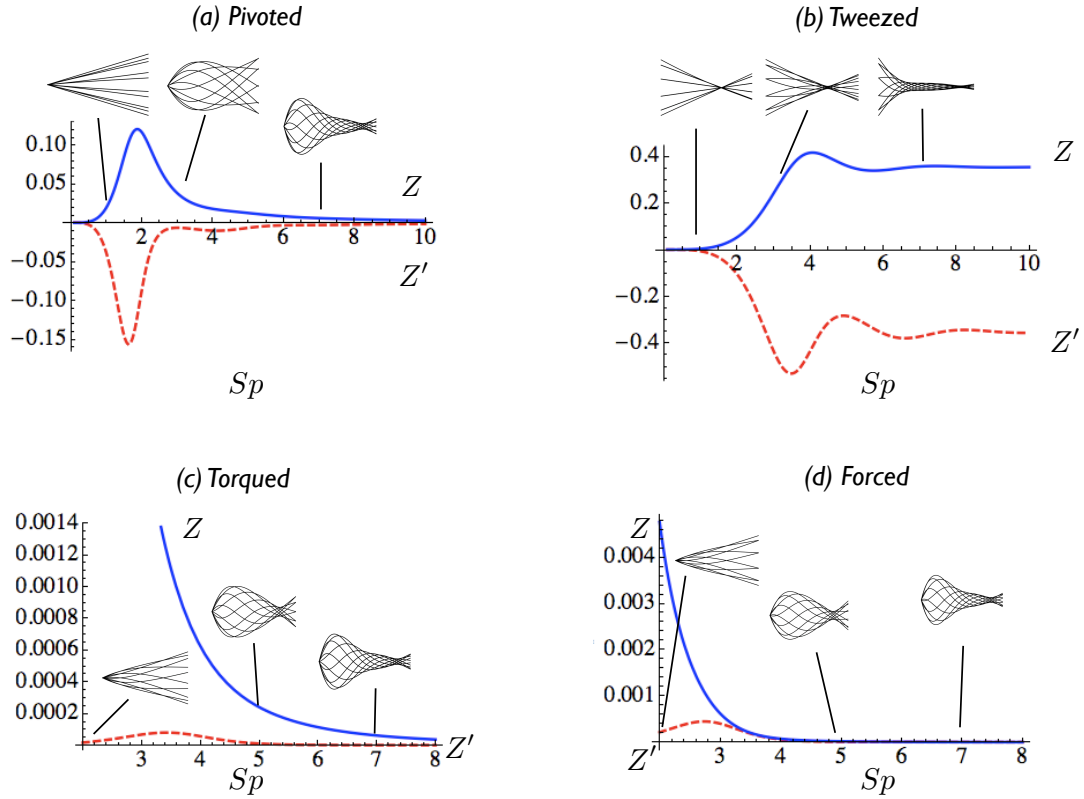 (a) Pivoted
0.10
0.05
-0.05
-0.10
-0.15
2 4 6 8 10
Z
Z'
Sp
(b) Tweezed
0.4
0.2
-0.2
-0.4
2 4 6 8 10
Z
Z'
Sp
(c) Torqued
0.0014
0.0012
0.0010
0.0008
0.0006
0.0004
0.0002
3 4 5 6 7 8
Z
Z'
Sp
(d) Forced
Z
0.004
0.003
0.002
0.001
Z'
3 4 5 6 7 8
Sp